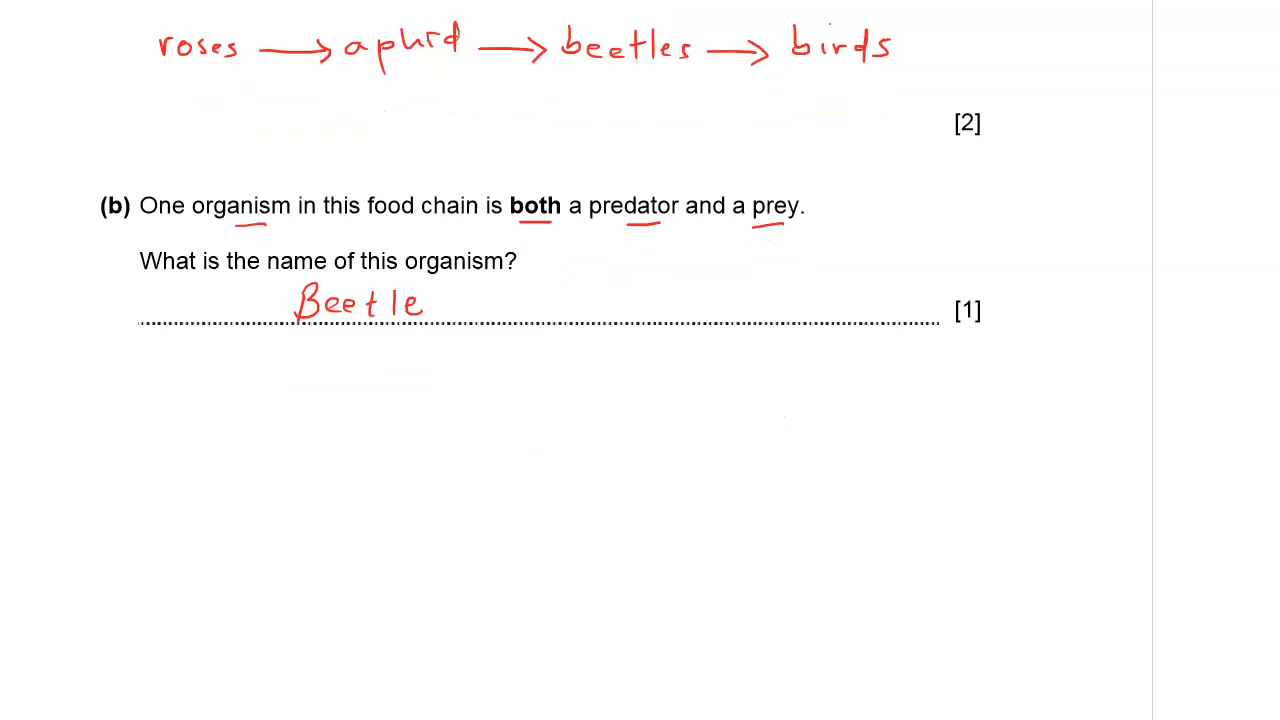 roses → aphid → beetles → birds
[2]
(b) One organism in this food chain is both a predator and a prey.
What is the name of this organism?
Beetle
[1]